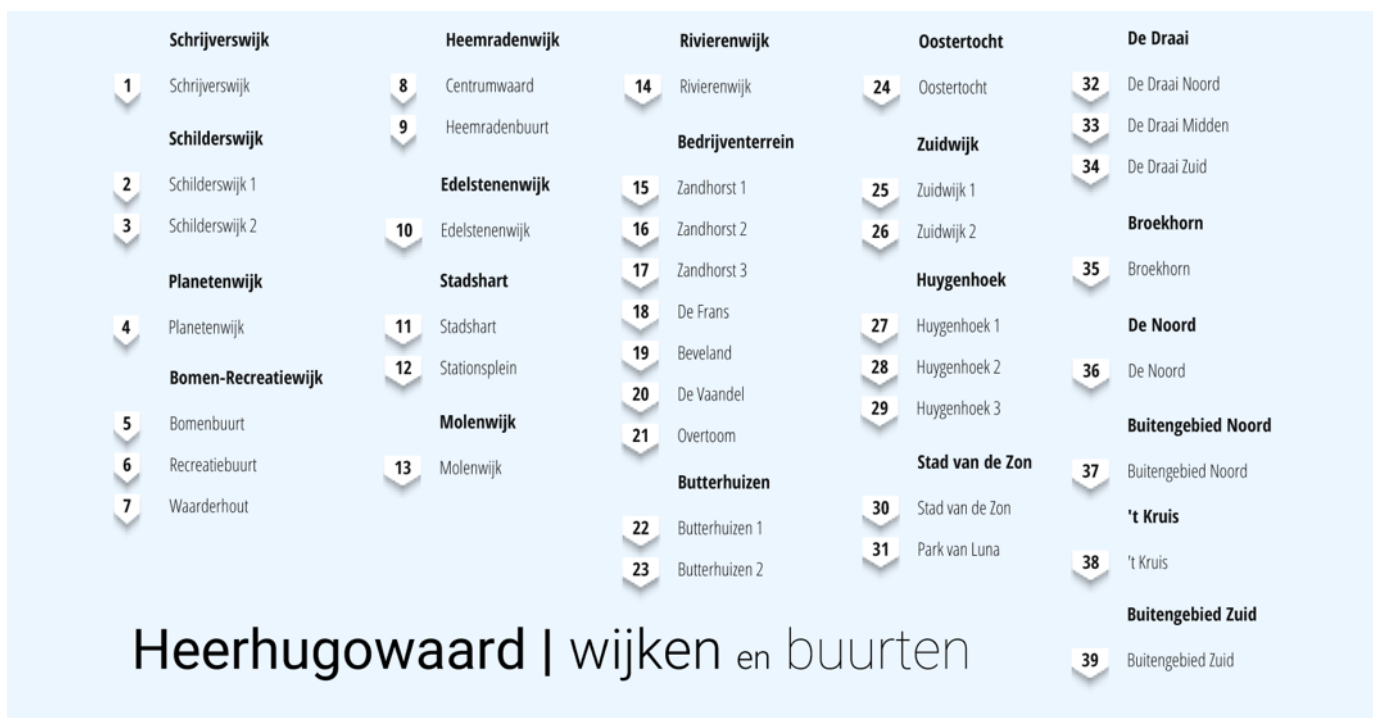 Schrijverswijk
1 Schrijverswijk
Schilderswijk
2 Schilderswijk 1
3 Schilderswijk 2
Planetenwijk
4 Planetenwijk
Bomen-Recreatiewijk
5 Bomenbuurt
6 Recreatiebuurt
7 Waarderhout
Heemradenwijk
8 Centrumwaard
9 Heemradenbuurt
Edelstenenwijk
10 Edelstenenwijk
Stadshart
11 Stadshart
12 Stationsplein
Molenwijk
13 Molenwijk
Rivierenwijk
14 Rivierenwijk
Bedrijventerrein
15 Zandhorst 1
16 Zandhorst 2
17 Zandhorst 3
18 De Frans
19 Beveland
20 De Vaandel
21 Overtoom
Butterhuizen
22 Butterhuizen 1
23 Butterhuizen 2
Oostertocht
24 Oostertocht
Zuidwijk
25 Zuidwijk 1
26 Zuidwijk 2
Huygenhoek
27 Huygenhoek 1
28 Huygenhoek 2
29 Huygenhoek 3
Stad van de Zon
30 Stad van de Zon
31 Park van Luna
De Draai
32 De Draai Noord
33 De Draai Midden
34 De Draai Zuid
Broekhorn
35 Broekhorn
De Noord
36 De Noord
Buitengebied Noord
37 Buitengebied Noord
't Kruis
38 't Kruis
Buitengebied Zuid
39 Buitengebied Zuid
Heerhugowaard | wijken en buurten